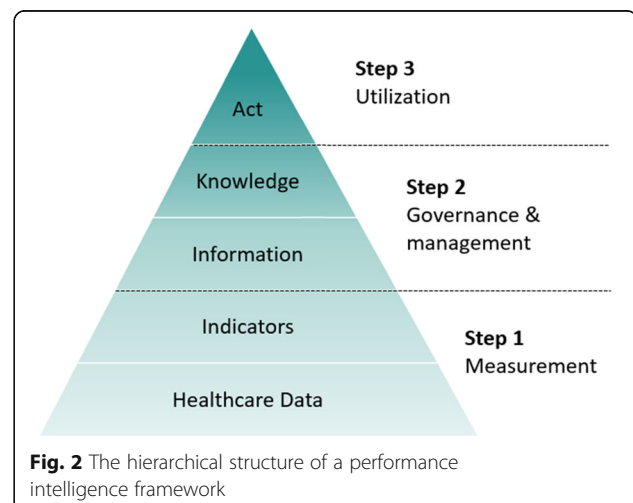 Step 3
Utilization
Act
Knowledge
Step 2
Governance &
management
Information
Indicators
Step 1
Measurement
Healthcare Data
Fig. 2 The hierarchical structure of a performance
intelligence framework